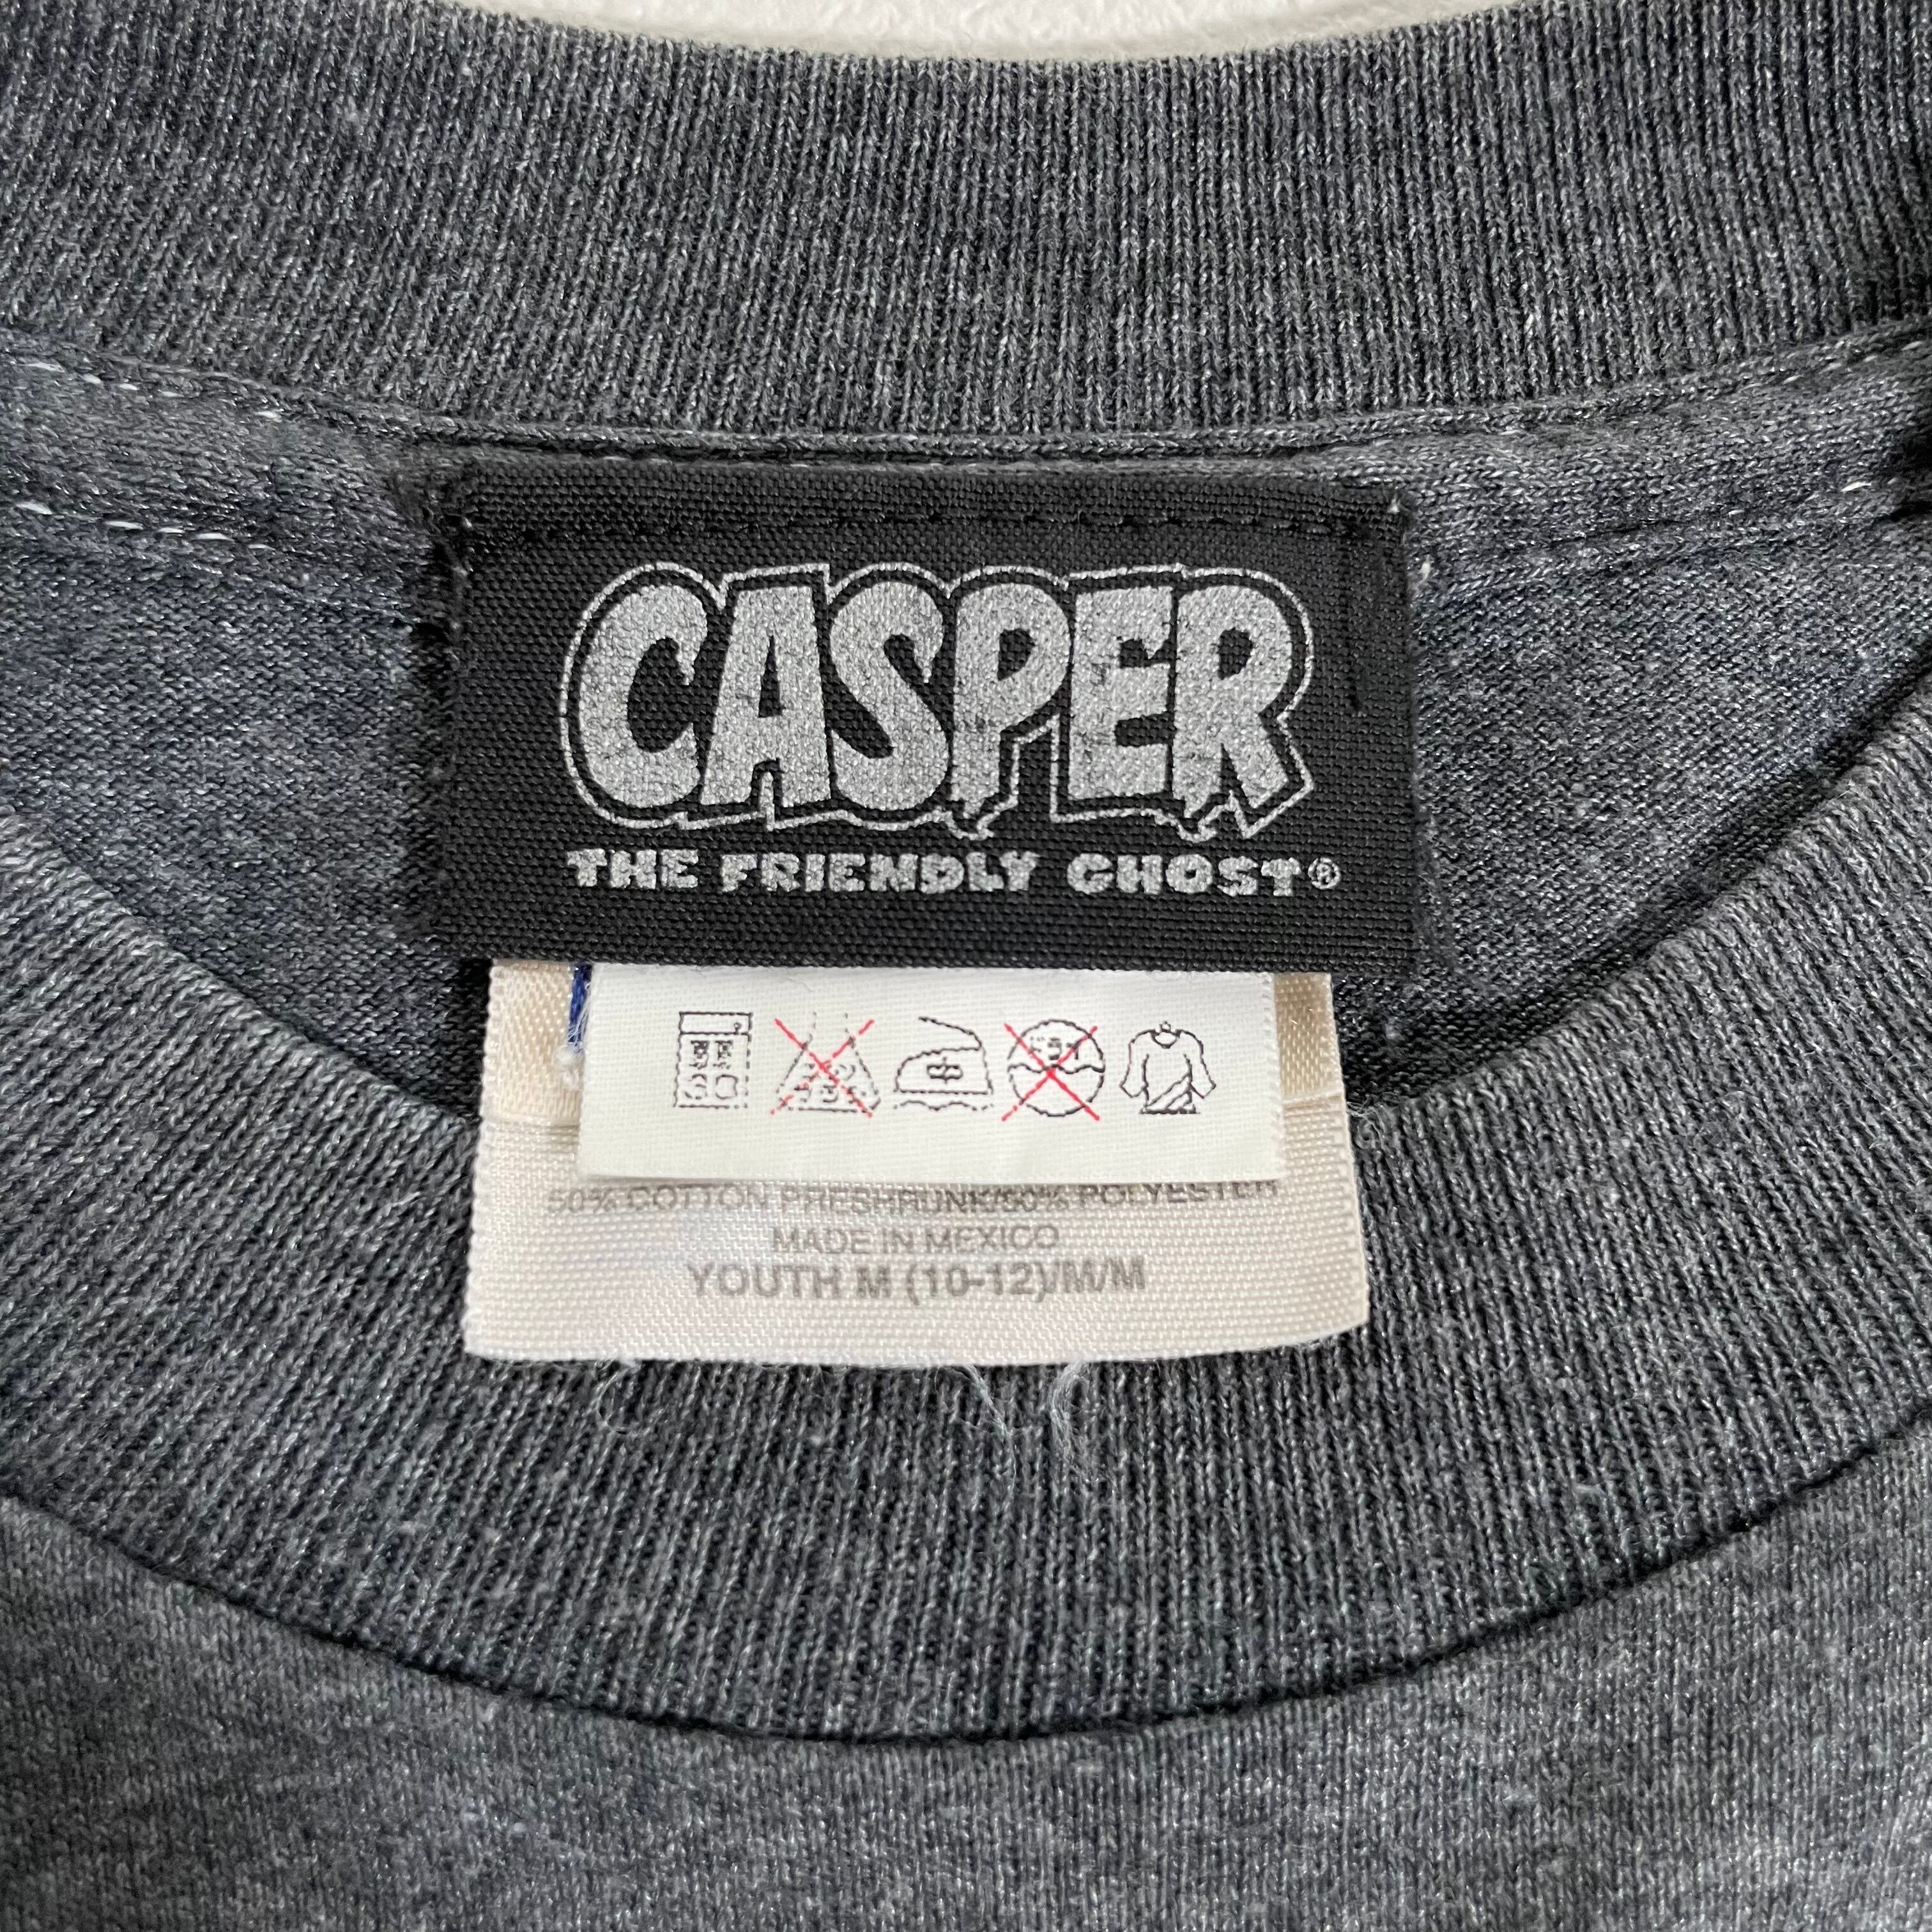 CASPER
THE FRIENDLY GHOST®
50% COTTON PRESHRUNK/50% POLYESTER
MADE IN MEXICO
YOUTH M (10-12)/M/M